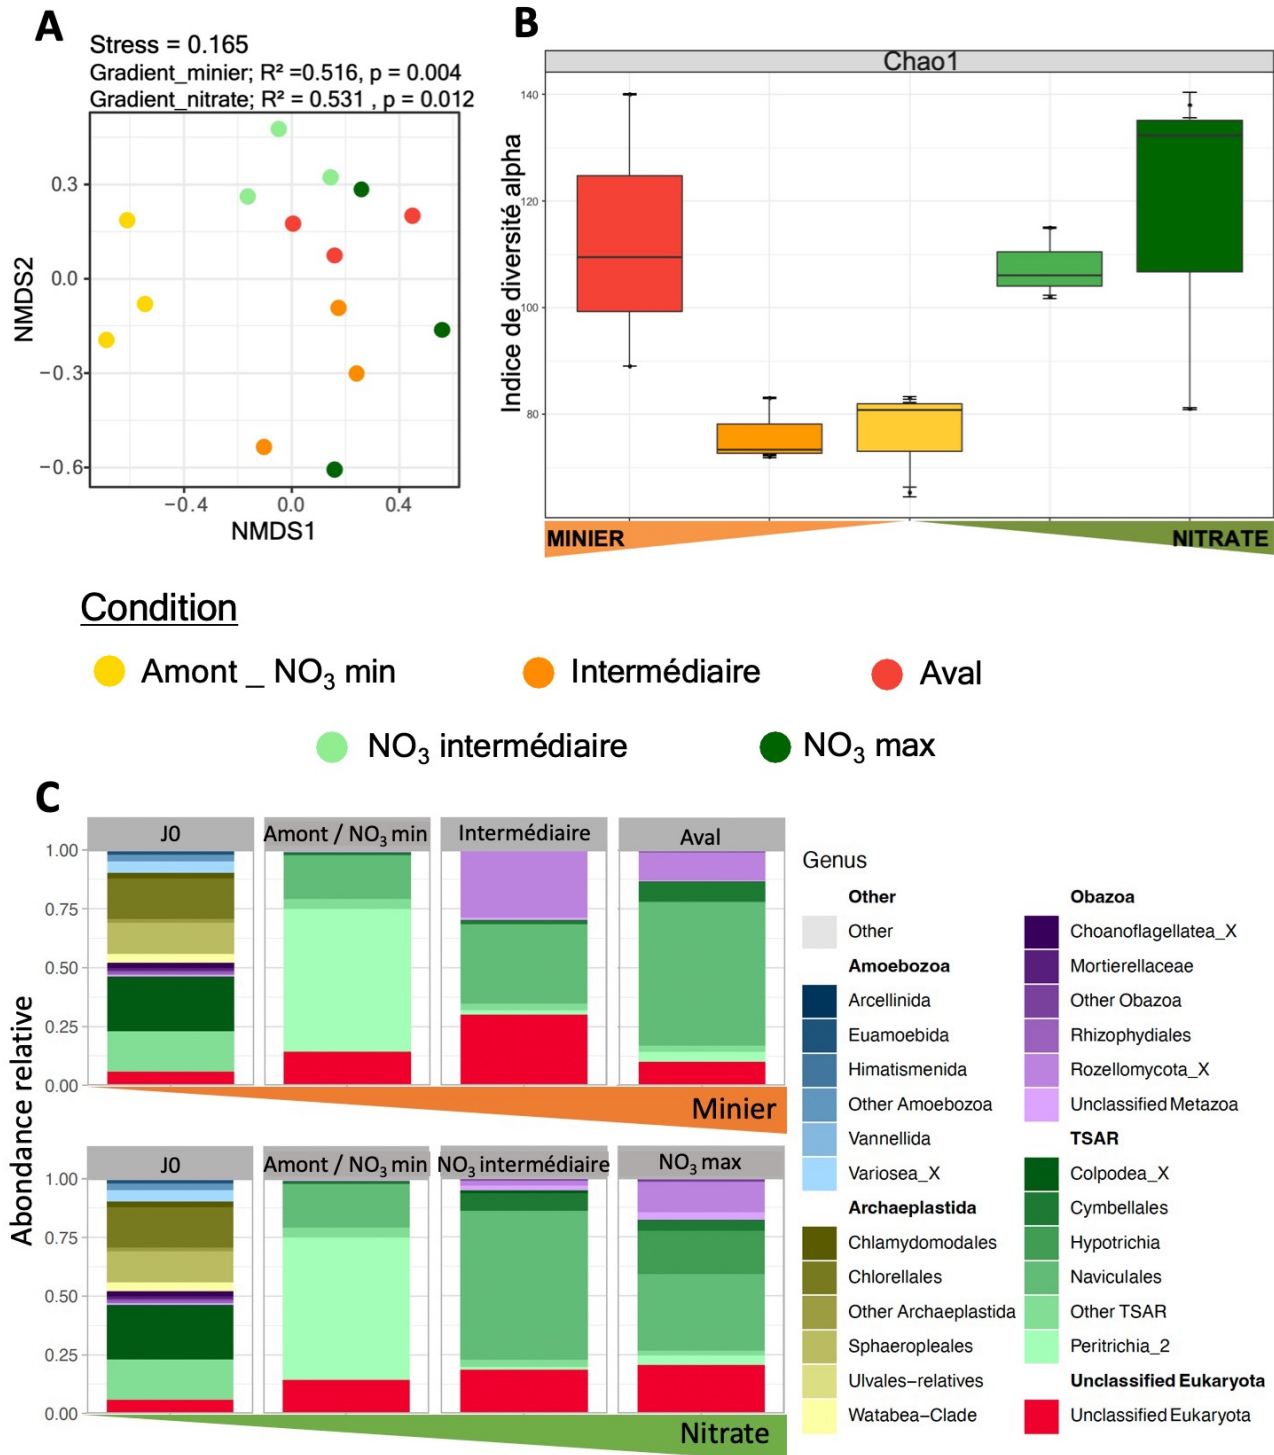 A
Stress = 0.165
Gradient_minier; R² =0.516, p = 0.004
Gradient_nitrate; R² = 0.531 , p = 0.012
0.3
0.0
−0.3
−0.6
NMDS2
−0.4
0.0
0.4
NMDS1
B
Chao1
Indice de diversité alpha
140
120
100
80
MINIER
NITRATE
Condition
Amont _ NO₃ min
Intermédiaire
Aval
NO₃ intermédiaire
NO₃ max
C
Abondance relative
J0
Amont / NO₃ min
Intermédiaire
Aval
1.00
0.75
0.50
0.25
0.00
Minier
J0
Amont / NO₃ min
NO₃ intermédiaire
NO₃ max
1.00
0.75
0.50
0.25
0.00
Nitrate
Genus
Other
Other
Amoebozoa
Arcellinida
Euamoebida
Himatismenida
Other Amoebozoa
Vannellida
Variosea_X
Archaeplastida
Chlamydomodales
Chlorellales
Other Archaeplastida
Sphaeropleales
Ulvales−relatives
Watabea−Clade
Obazoa
Choanoflagellatea_X
Mortierellaceae
Other Obazoa
Rhizophydiales
Rozellomycota_X
Unclassified Metazoa
TSAR
Colpodea_X
Cymbellales
Hypotrichia
Naviculales
Other TSAR
Peritrichia_2
Unclassified Eukaryota
Unclassified Eukaryota